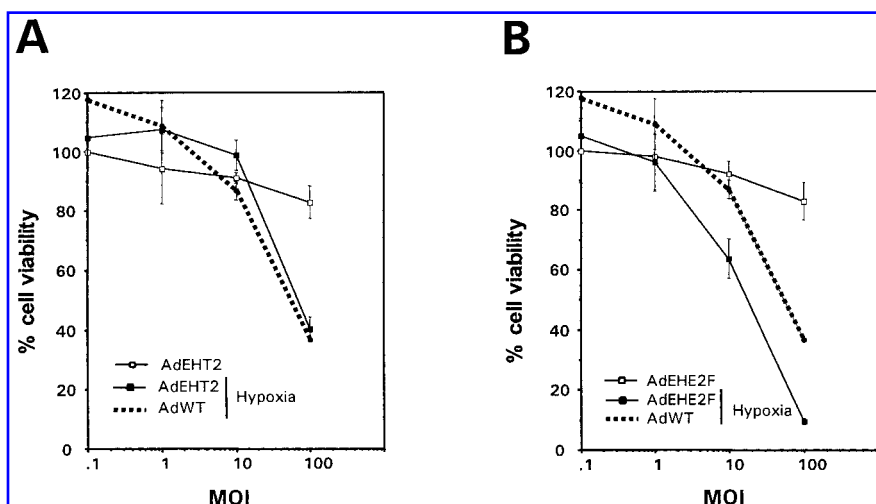 A
120
100
80
60
40
20
0
% cell viability
AdEHT2
AdEHT2
AdWT
Hypoxia
.1 1 10 100
MOI
B
120
100
80
60
40
20
0
% cell viability
AdEHE2F
AdEHE2F
AdWT
Hypoxia
.1 1 10 100
MOI